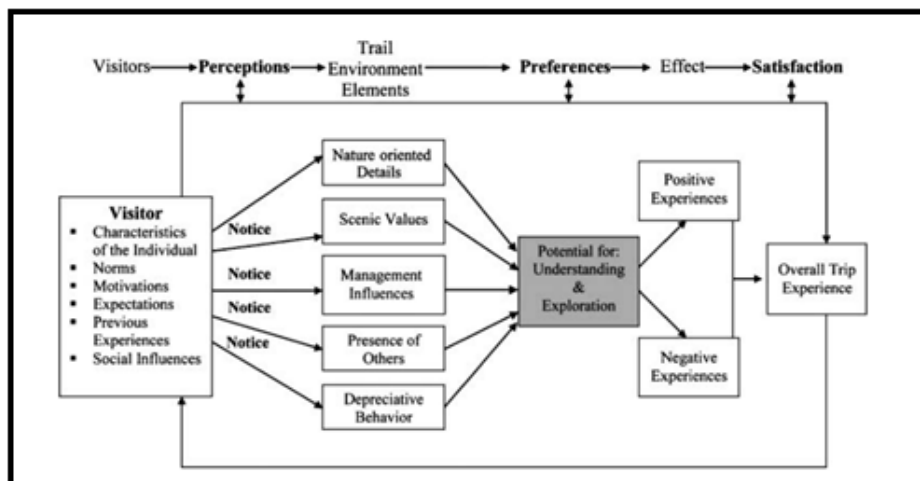 Visitors
Perceptions
Trail
Environment
Elements
Preferences
Effect
Satisfaction
Visitor
▪ Characteristics
of the Individual
▪ Norms
▪ Motivations
▪ Expectations
▪ Previous
Experiences
▪ Social Influences
Notice
Notice
Notice
Notice
Nature oriented
Details
Scenic Values
Management
Influences
Presence of
Others
Depreciative
Behavior
Potential for:
Understanding
&
Exploration
Positive
Experiences
Negative
Experiences
Overall Trip
Experience